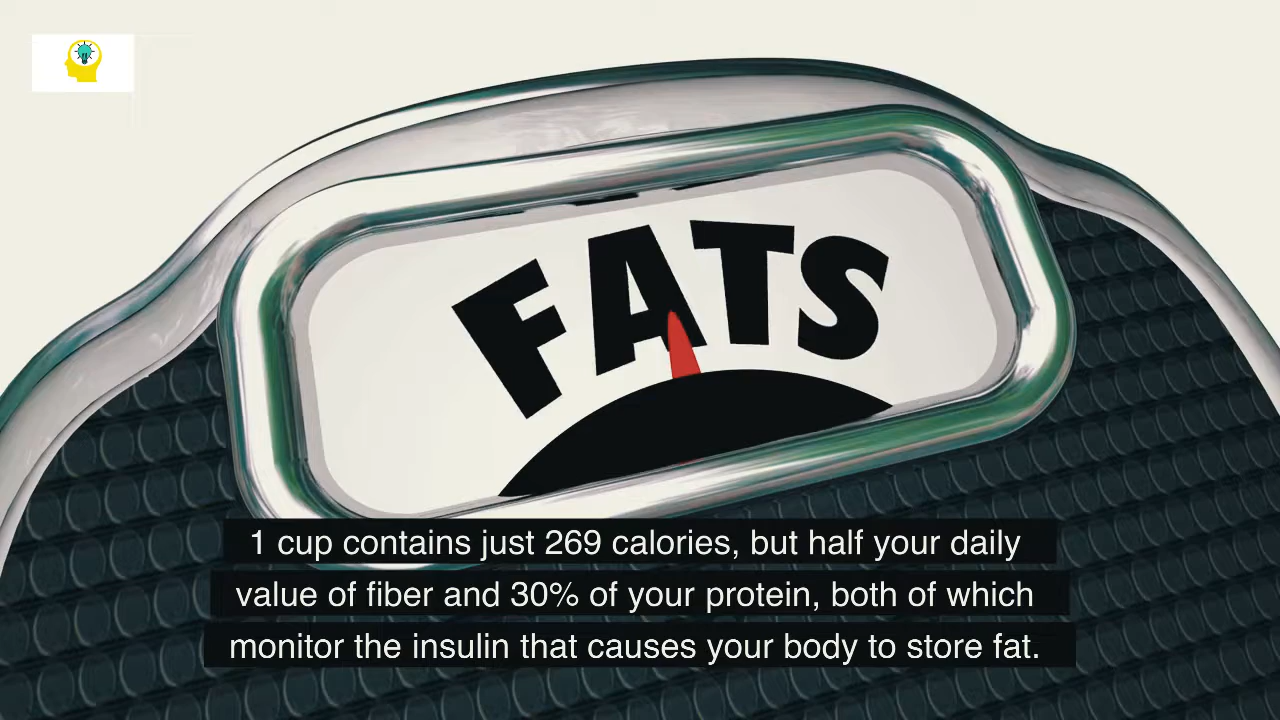 FATS
1 cup contains just 269 calories, but half your daily
value of fiber and 30% of your protein, both of which
monitor the insulin that causes your body to store fat.